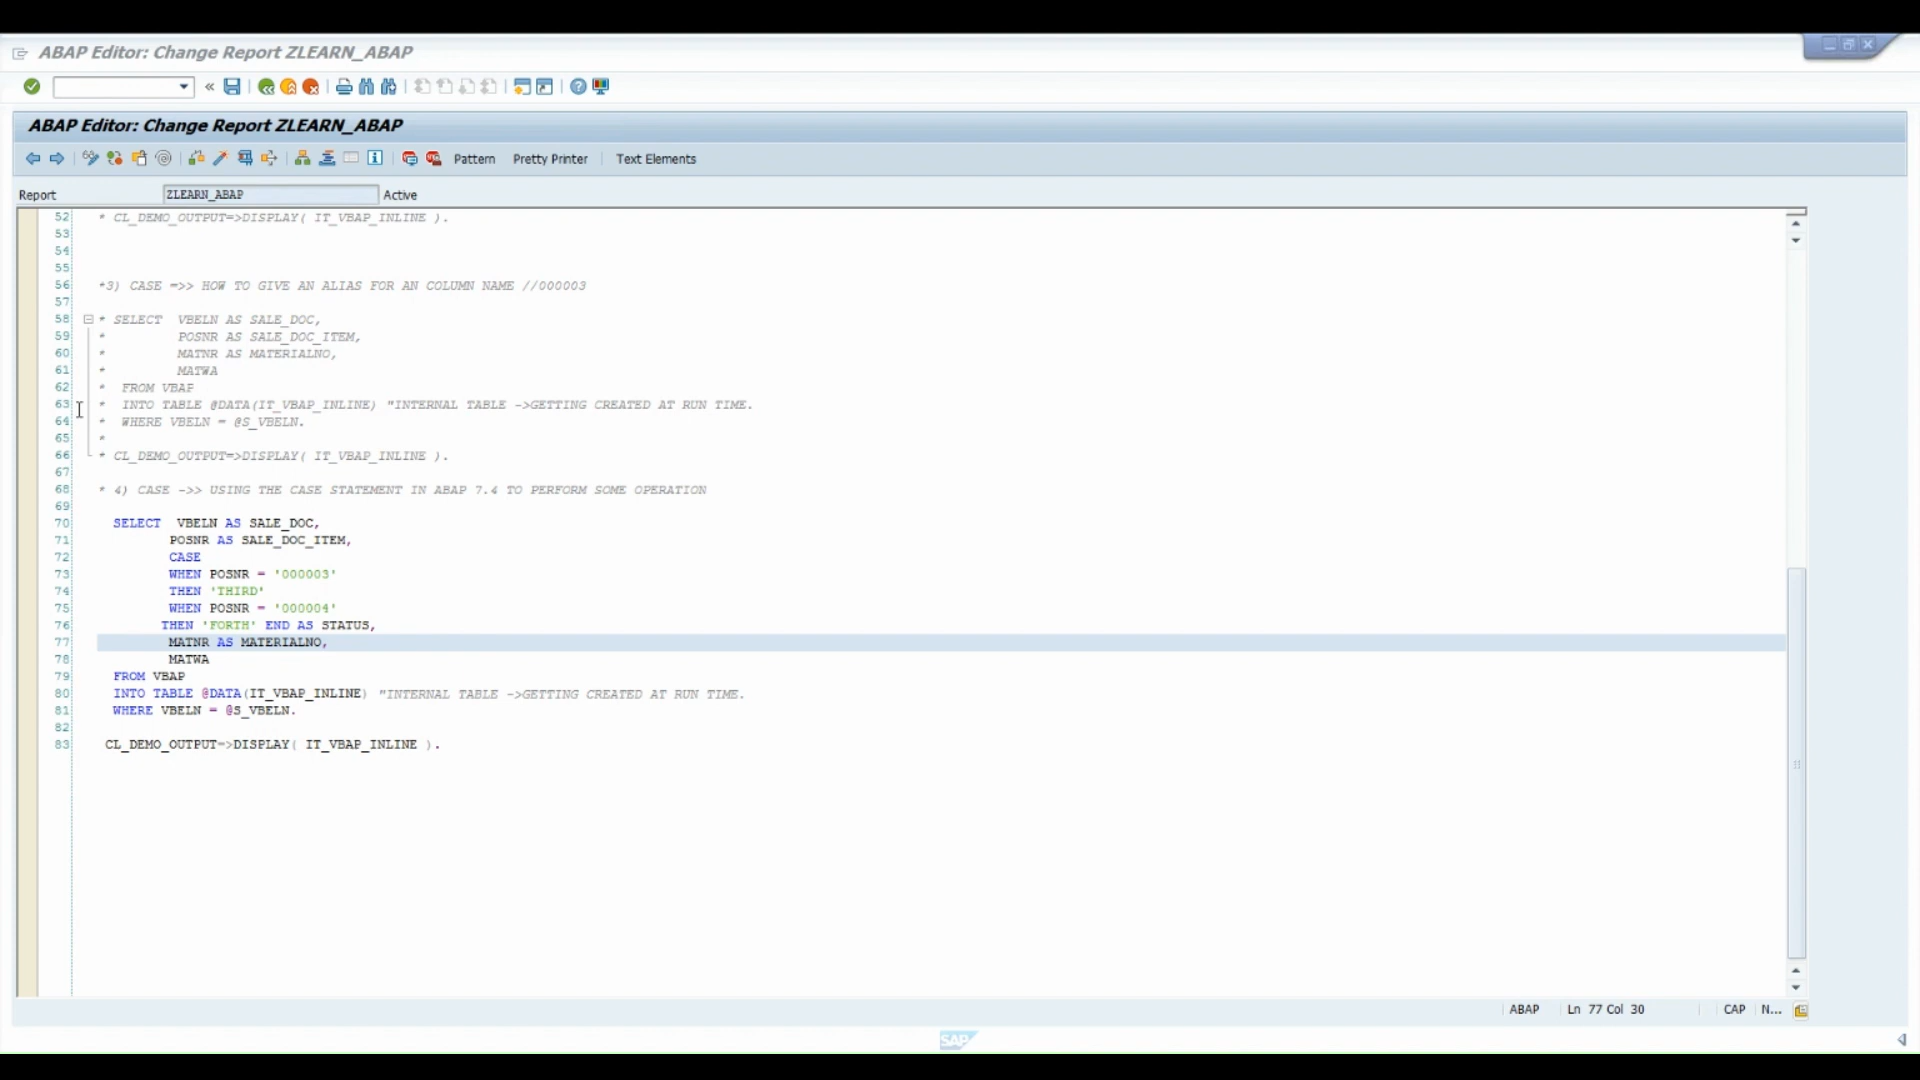 ABAP Editor: Change Report ZLEARN_ABAP
ABAP Editor: Change Report ZLEARN_ABAP
Pattern Pretty Printer Text Elements
Report ZLEARN_ABAP Active
52 * CL_DEMO_OUTPUT=>DISPLAY( IT_VBAP_INLINE ).
53
54
55
56 *3) CASE =>> HOW TO GIVE AN ALIAS FOR AN COLUMN NAME //000003
57
58 * SELECT VBELN AS SALE_DOC,
59 * POSNR AS SALE_DOC_ITEM,
60 * MATNR AS MATERIALNO,
61 * MATWA
62 * FROM VBAP
63 * INTO TABLE @DATA(IT_VBAP_INLINE) "INTERNAL TABLE ->GETTING CREATED AT RUN TIME.
64 * WHERE VBELN = @S_VBELN.
65 *
66 * CL_DEMO_OUTPUT=>DISPLAY( IT_VBAP_INLINE ).
67
68 * 4) CASE ->> USING THE CASE STATEMENT IN ABAP 7.4 TO PERFORM SOME OPERATION
69
70 SELECT VBELN AS SALE_DOC,
71 POSNR AS SALE_DOC_ITEM,
72 CASE
73 WHEN POSNR = '000003'
74 THEN 'THIRD'
75 WHEN POSNR = '000004'
76 THEN 'FORTH' END AS STATUS,
77 MATNR AS MATERIALNO,
78 MATWA
79 FROM VBAP
80 INTO TABLE @DATA(IT_VBAP_INLINE) "INTERNAL TABLE ->GETTING CREATED AT RUN TIME.
81 WHERE VBELN = @S_VBELN.
82
83 CL_DEMO_OUTPUT=>DISPLAY( IT_VBAP_INLINE ).
ABAP Ln 77 Col 30 CAP N...
SAP